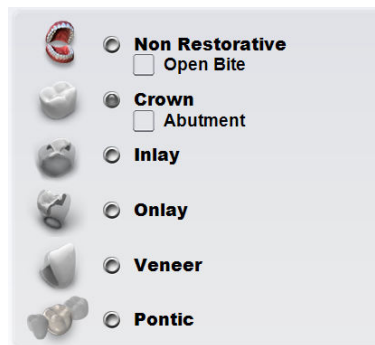 Non Restorative
Open Bite
Crown
Abutment
Inlay
Onlay
Veneer
Pontic